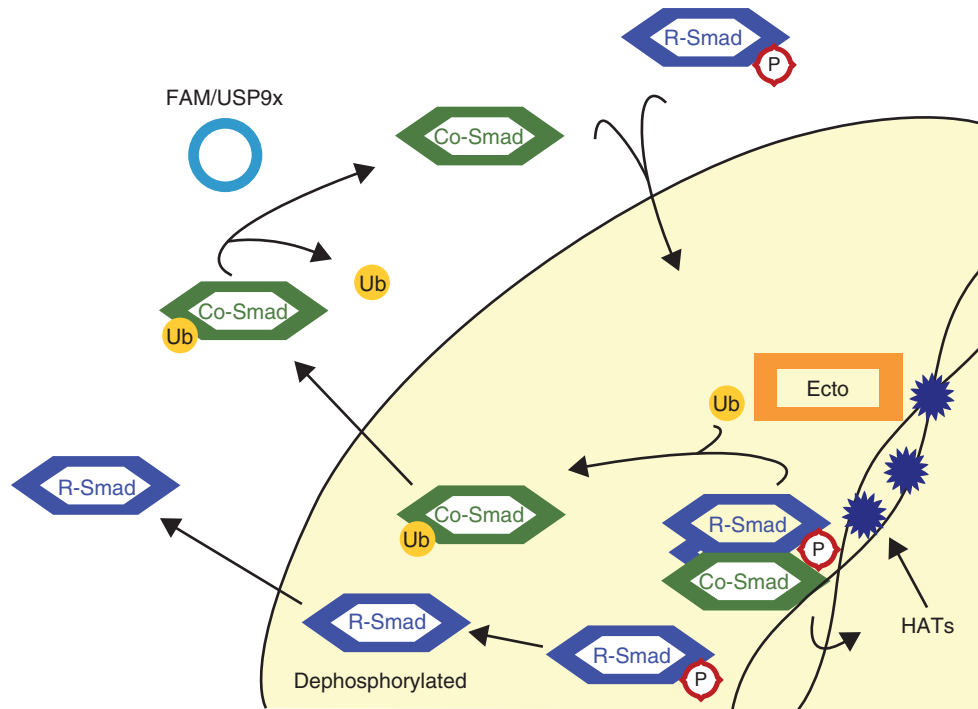 R-Smad
P
FAM/USP9x
Co-Smad
Ub
Co-Smad
Ub
Ecto
Ub
R-Smad
Co-Smad
Ub
R-Smad
P
Co-Smad
R-Smad
HATs
R-Smad
P
Dephosphorylated